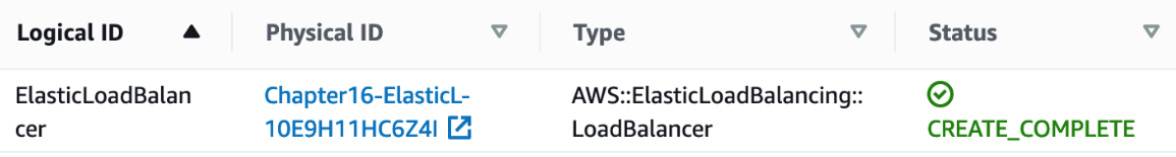 Logical ID Physical ID Type Status
ElasticLoadBalan Chapter16-ElasticL- AWS::ElasticLoadBalancing::
cer 10E9H11HC6Z4I LoadBalancer CREATE_COMPLETE